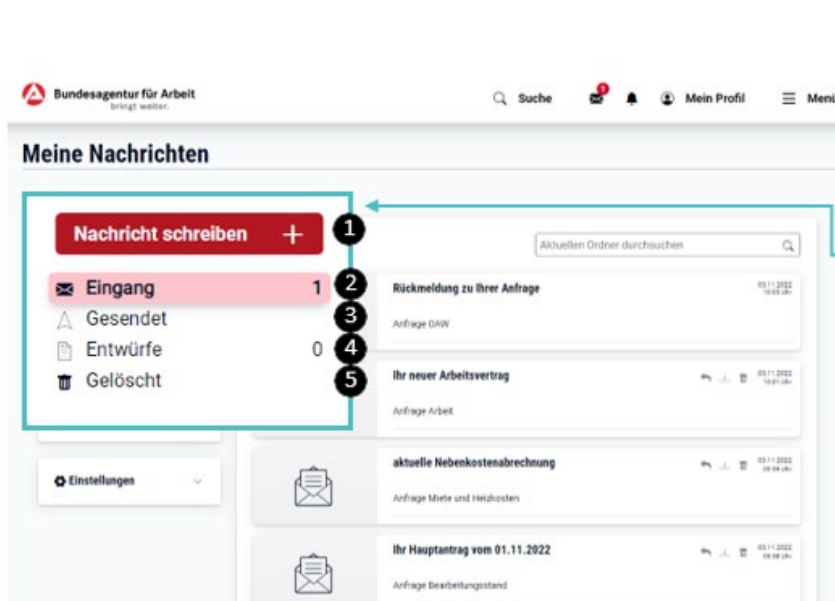 Bundesagentur für Arbeit
bringt weiter.
Suche
1
Mein Profil
Menü
Meine Nachrichten
Nachricht schreiben +
1
Eingang 1
2
Gesendet
3
Entwürfe 0
4
Gelöscht
5
Einstellungen
Aktuellen Ordner durchsuchen
Rückmeldung zu Ihrer Anfrage
03.11.2022
Anfrage OAW
Ihr neuer Arbeitsvertrag
03.11.2022
Anfrage Arbeit
aktuelle Nebenkostenabrechnung
03.11.2022
Anfrage Miete und Heizkosten
Ihr Hauptantrag vom 01.11.2022
03.11.2022
Anfrage Bearbeitungsstand